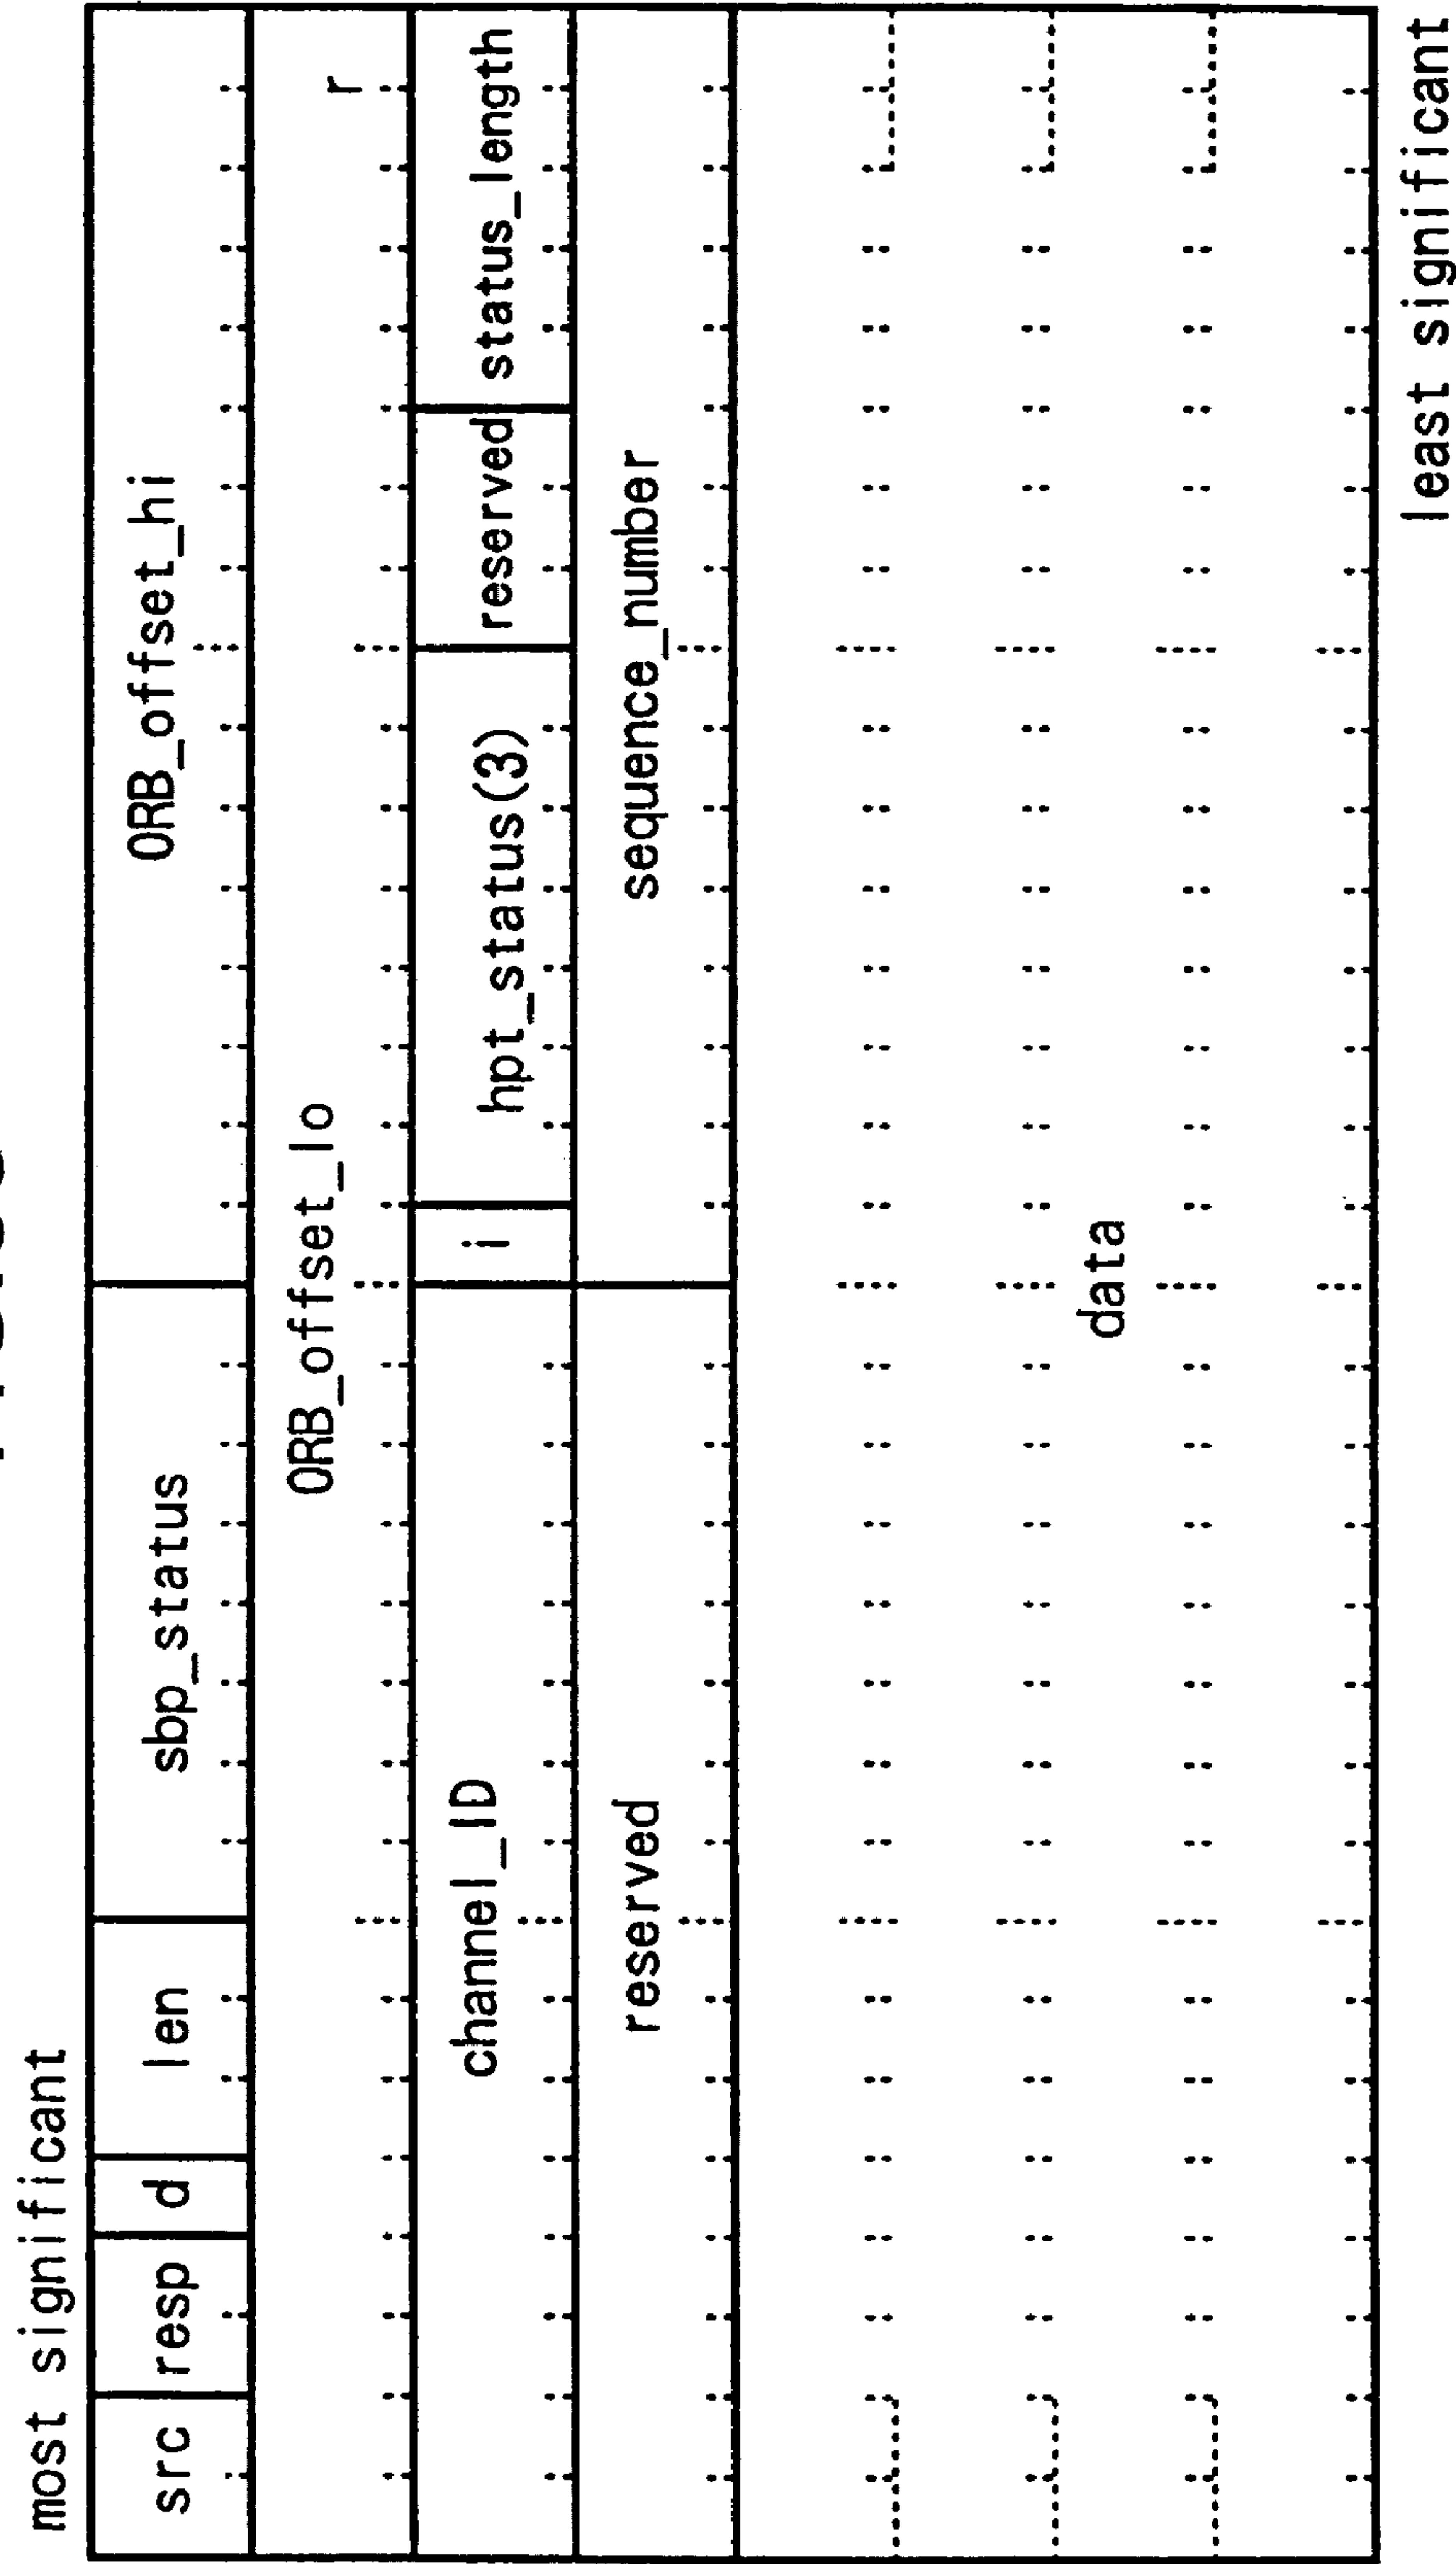 most significant
src resp d len sbp_status ORB_offset_hi
ORB_offset_lo r
channel_ID i hpt_status(3) reserved status_length
reserved sequence_number
data
least significant